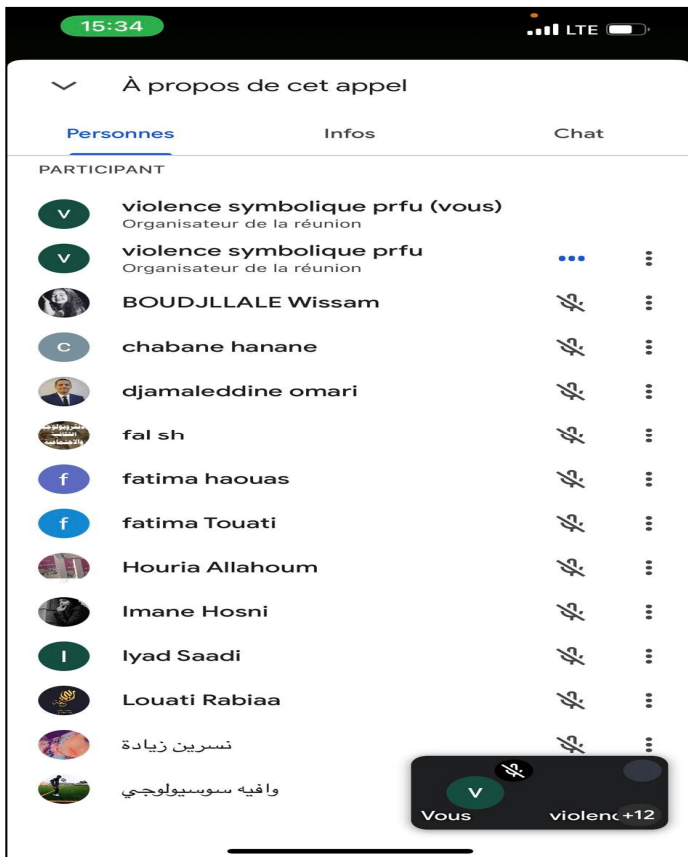 15:34
LTE
À propos de cet appel
Personnes Infos Chat
PARTICIPANT
V violence symbolique prfu (vous)
Organisateur de la réunion
V violence symbolique prfu
Organisateur de la réunion
BOUDJLLALE Wissam
C chabane hanane
djamaleddine omari
fal sh
f fatima haouas
f fatima Touati
Houria Allahoum
Imane Hosni
I Iyad Saadi
Louati Rabiaa
نسرين زيادة
وافيه سوسيولوجي
V
Vous violenc +12